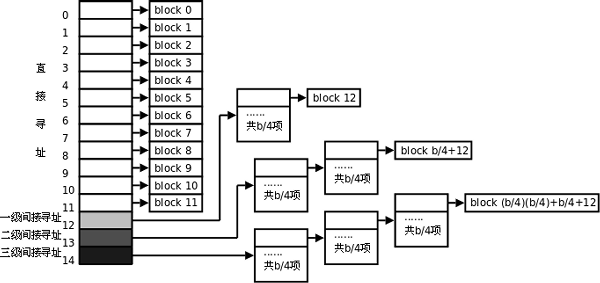 0 block 0
1 block 1
2 block 2
直 3 block 3
4 block 4
接 5 block 5
6 block 6
寻 7 block 7
8 block 8
址 9 block 9
10 block 10
11 block 11
一级间接寻址 12
二级间接寻址 13
三级间接寻址 14
...... 共b/4项
block 12
...... 共b/4项
...... 共b/4项
block b/4+12
...... 共b/4项
...... 共b/4项
...... 共b/4项
block (b/4)(b/4)+b/4+12